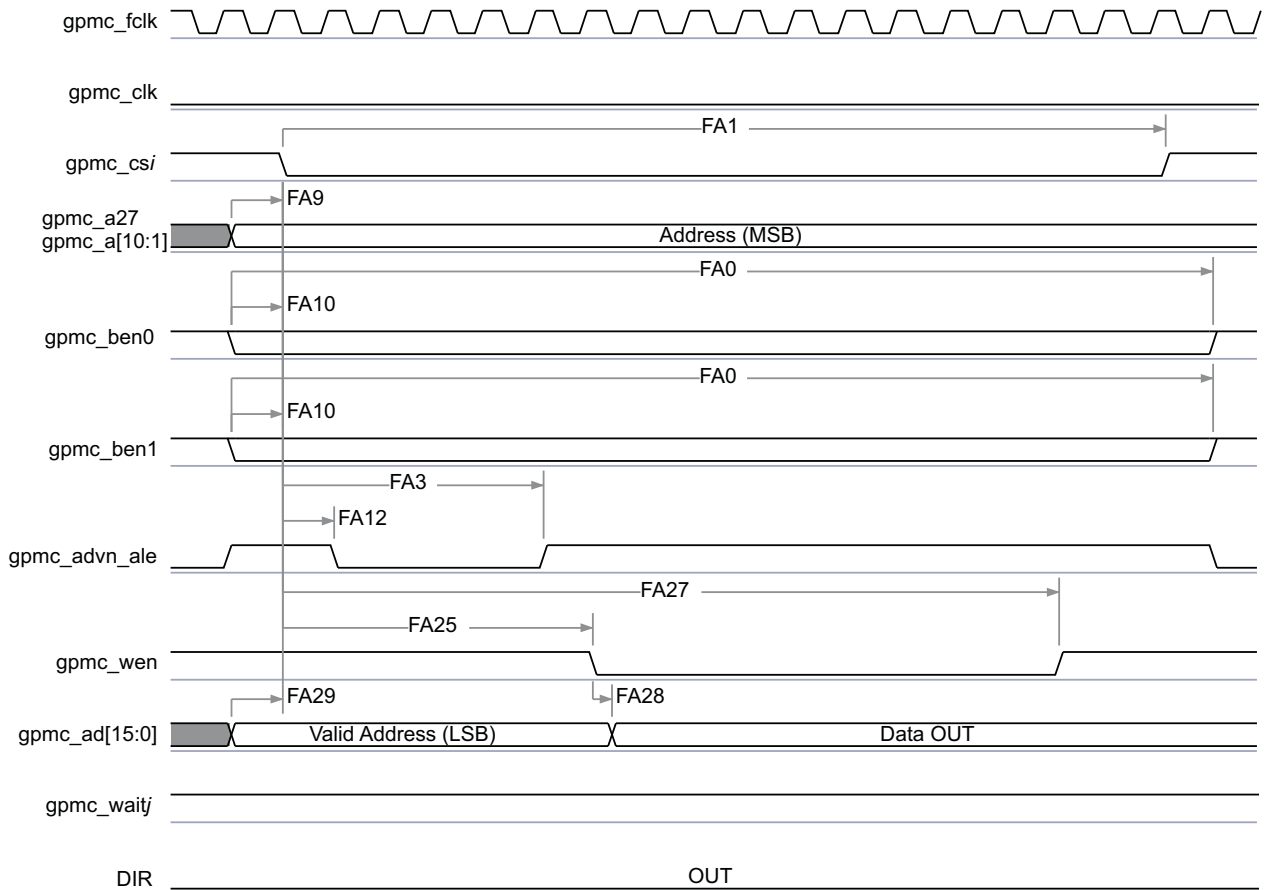 gpmc_fclk
gpmc_clk
FA1
gpmc_csi
FA9
gpmc_a27
gpmc_a[10:1]
Address (MSB)
FA0
FA10
gpmc_ben0
FA0
FA10
gpmc_ben1
FA3
FA12
gpmc_advn_ale
FA27
FA25
gpmc_wen
FA29
FA28
gpmc_ad[15:0]
Valid Address (LSB)
Data OUT
gpmc_waitj
DIR
OUT